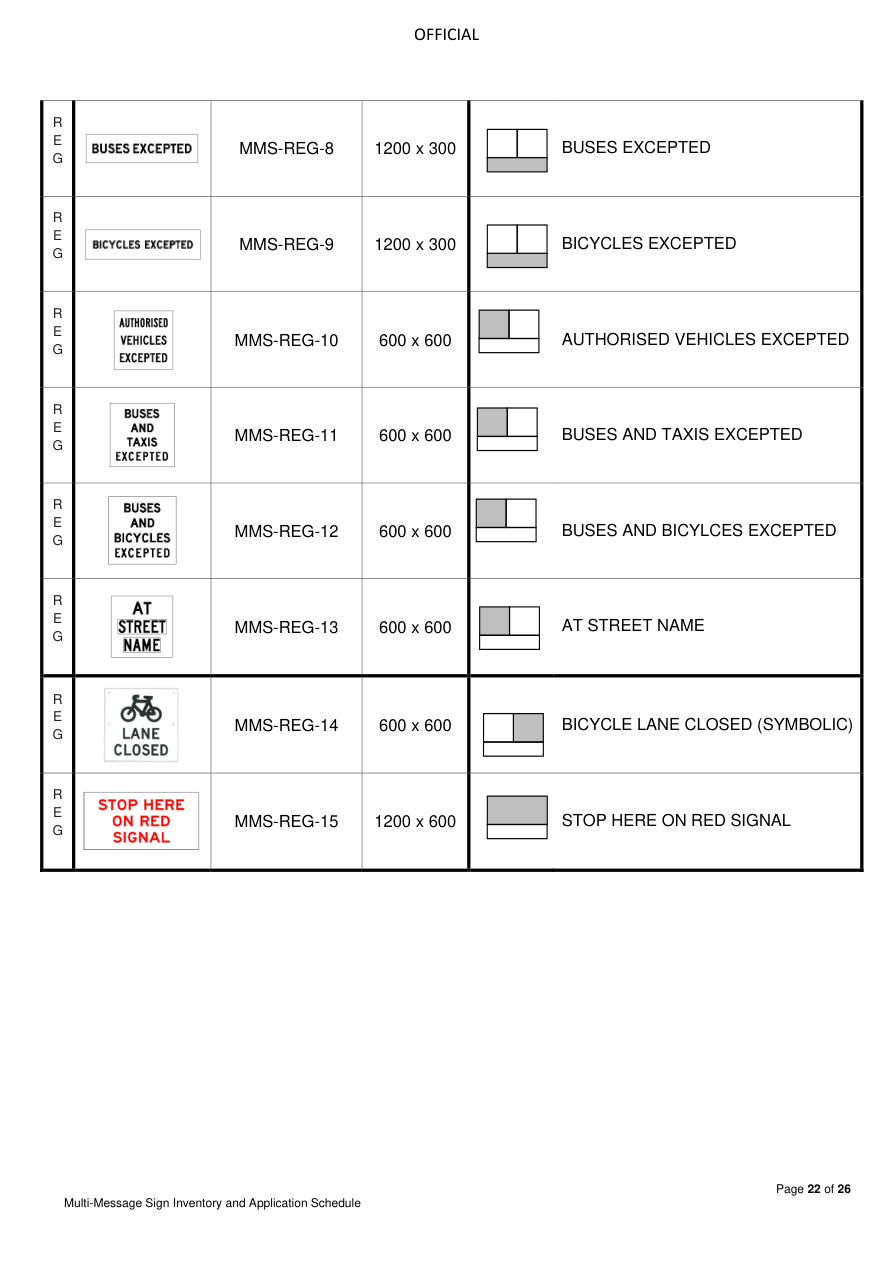 OFFICIAL
R
E
G
BUSES EXCEPTED
MMS-REG-8
1200 x 300
BUSES EXCEPTED
R
E
G
BICYCLES EXCEPTED
MMS-REG-9
1200 x 300
BICYCLES EXCEPTED
R
E
G
AUTHORISED
VEHICLES
EXCEPTED
MMS-REG-10
600 x 600
AUTHORISED VEHICLES EXCEPTED
R
E
G
BUSES
AND
TAXIS
EXCEPTED
MMS-REG-11
600 x 600
BUSES AND TAXIS EXCEPTED
R
E
G
BUSES
AND
BICYCLES
EXCEPTED
MMS-REG-12
600 x 600
BUSES AND BICYLCES EXCEPTED
R
E
G
AT
STREET
NAME
MMS-REG-13
600 x 600
AT STREET NAME
R
E
G
LANE
CLOSED
MMS-REG-14
600 x 600
BICYCLE LANE CLOSED (SYMBOLIC)
R
E
G
STOP HERE
ON RED
SIGNAL
MMS-REG-15
1200 x 600
STOP HERE ON RED SIGNAL
Page 22 of 26
Multi-Message Sign Inventory and Application Schedule